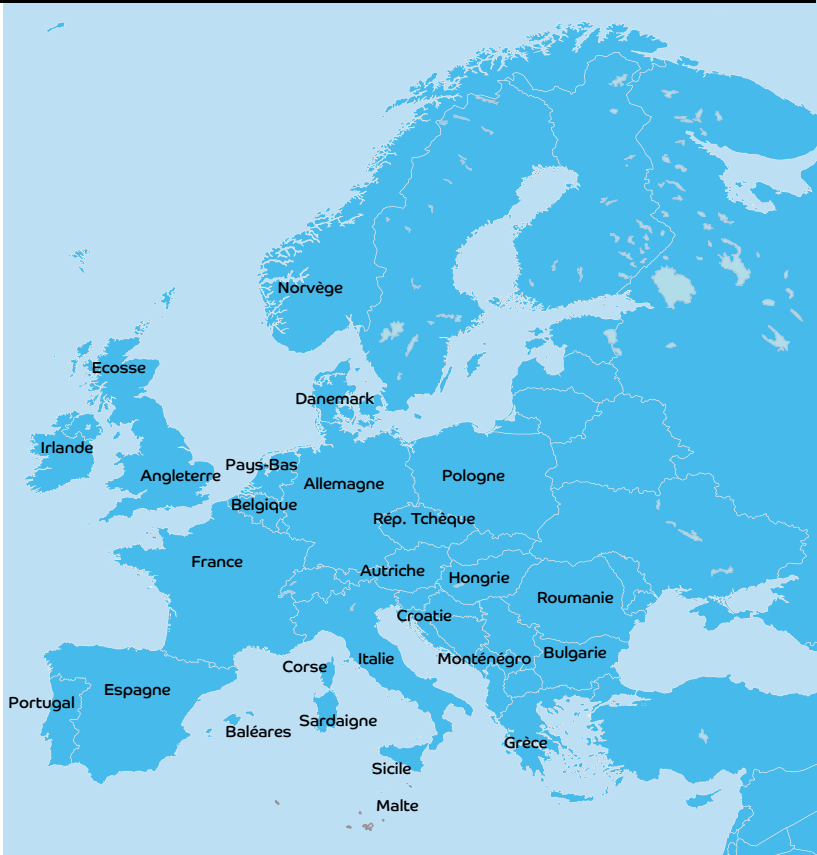 Norvège
Ecosse
Danemark
Irlande
Pays-Bas
Angleterre
Allemagne
Pologne
Belgique
Rép. Tchèque
France
Autriche
Hongrie
Roumanie
Croatie
Bulgarie
Monténégro
Italie
Corse
Espagne
Portugal
Sardaigne
Baléares
Grèce
Sicile
Malte